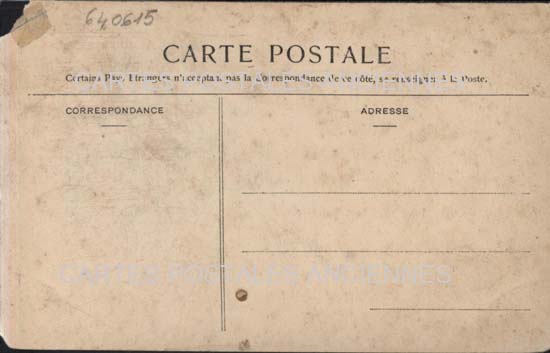 640615
CARTE POSTALE
Certains Pays Etrangers n'acceptant pas la Correspondance de ce côté, se renseigner à la Poste.
CORRESPONDANCE
ADRESSE
CARTES POSTALES ANCIENNES